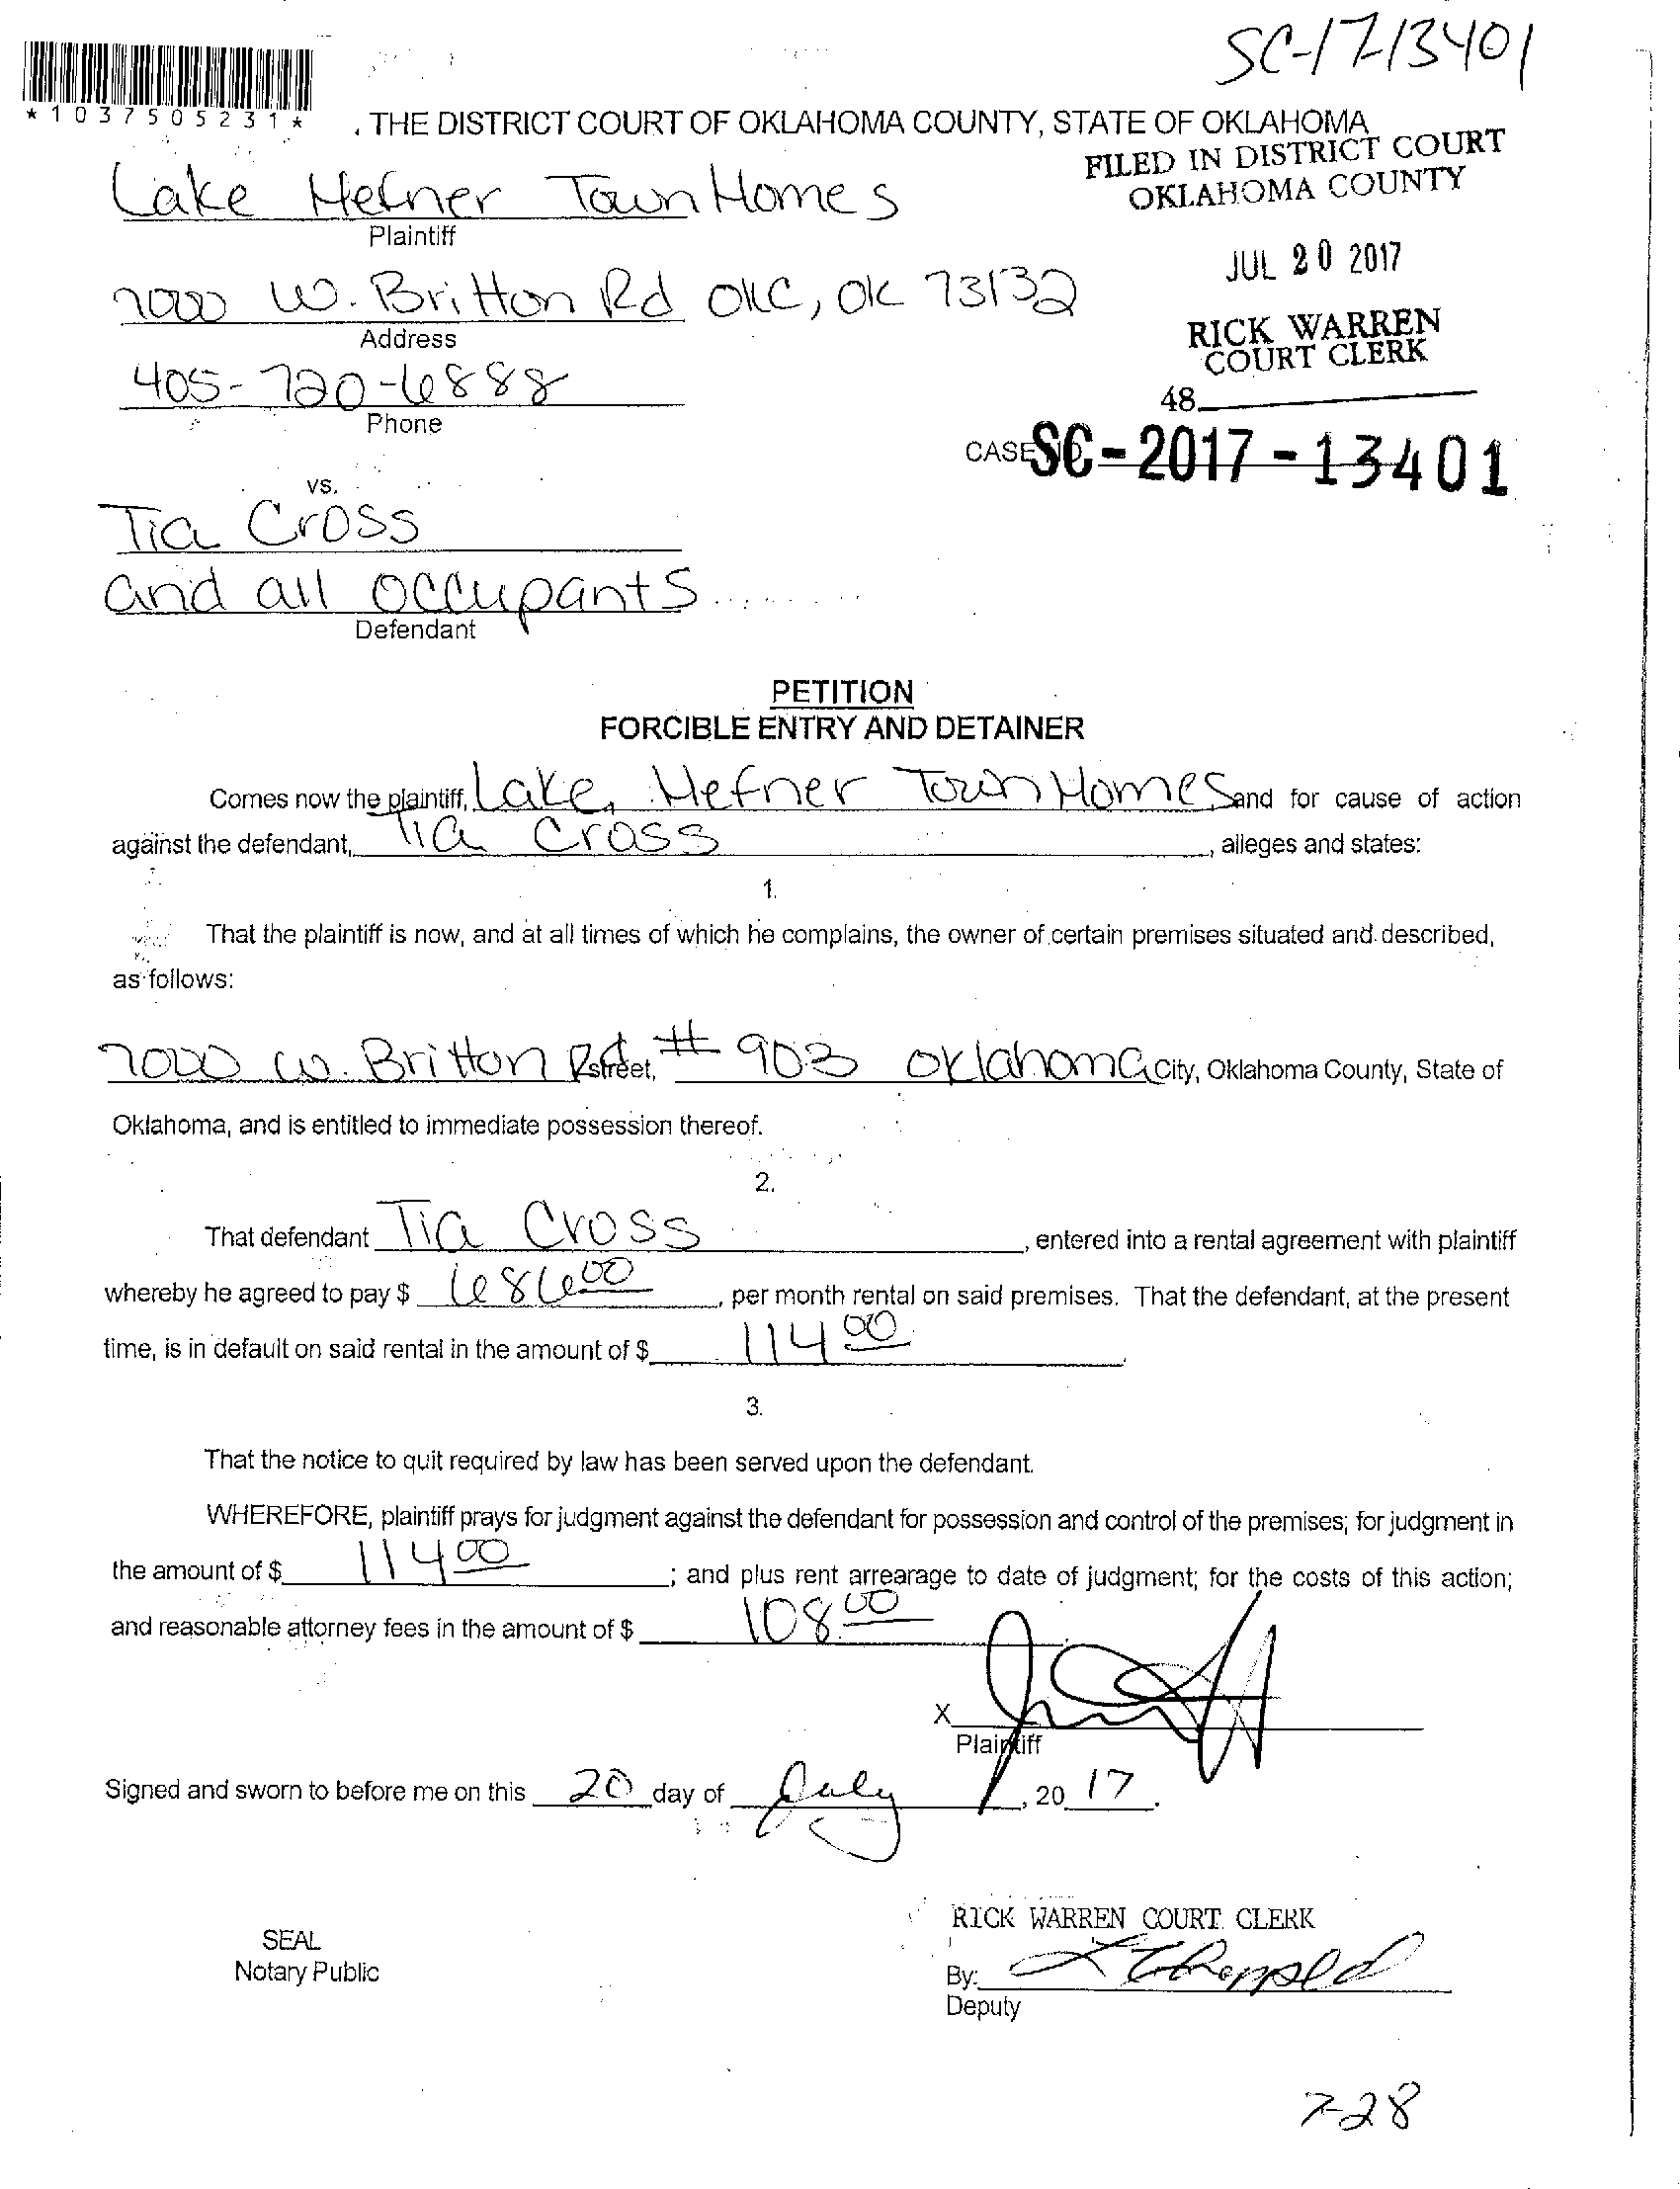 SC-17-13401
*1037505231*
. THE DISTRICT COURT OF OKLAHOMA COUNTY, STATE OF OKLAHOMA
FILED IN DISTRICT COURT
OKLAHOMA COUNTY
Lake Hefner Town Homes
Plaintiff
JUL 20 2017
7000 W. Britton Rd OKC, OK 73132
Address
RICK WARREN
COURT CLERK
405-720-6888
Phone
48
CASE NO. SC-2017-13401
vs.
Tia Cross
and all occupants
Defendant
PETITION
FORCIBLE ENTRY AND DETAINER
Comes now the plaintiff, Lake Hefner Town Homes and for cause of action
against the defendant, Tia Cross, alleges and states:
1.
That the plaintiff is now, and at all times of which he complains, the owner of certain premises situated and described,
as follows:
7000 W. Britton Rd street, # 903 Oklahoma City, Oklahoma County, State of
Oklahoma, and is entitled to immediate possession thereof.
2.
That defendant Tia Cross, entered into a rental agreement with plaintiff
whereby he agreed to pay $ 686 00, per month rental on said premises. That the defendant, at the present
time, is in default on said rental in the amount of $ 114 00
3.
That the notice to quit required by law has been served upon the defendant.
WHEREFORE, plaintiff prays for judgment against the defendant for possession and control of the premises; for judgment in
the amount of $ 114 00; and plus rent arrearage to date of judgment; for the costs of this action;
and reasonable attorney fees in the amount of $ 108.00
X
Plaintiff
Signed and sworn to before me on this 20 day of July, 20 17.
RICK WARREN COURT CLERK
SEAL
Notary Public
By:
Deputy
7-28